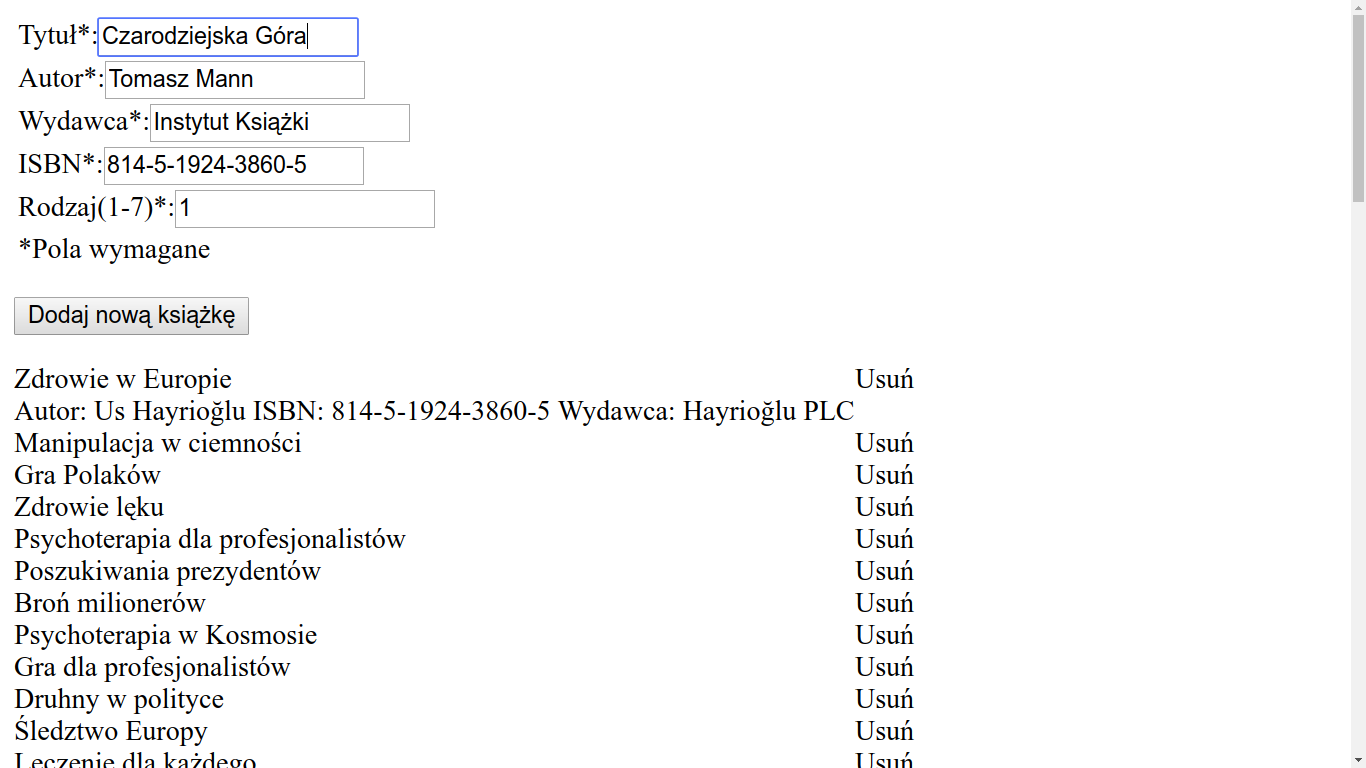 Tytuł*: Czarodziejska Góra
Autor*: Tomasz Mann
Wydawca*: Instytut Książki
ISBN*: 814-5-1924-3860-5
Rodzaj(1-7)*: 1
*Pola wymagane
Dodaj nową książkę
Zdrowie w Europie Usuń
Autor: Us Hayrioğlu ISBN: 814-5-1924-3860-5 Wydawca: Hayrioğlu PLC
Manipulacja w ciemności Usuń
Gra Polaków Usuń
Zdrowie lęku Usuń
Psychoterapia dla profesjonalistów Usuń
Poszukiwania prezydentów Usuń
Broń milionerów Usuń
Psychoterapia w Kosmosie Usuń
Gra dla profesjonalistów Usuń
Druhny w polityce Usuń
Śledztwo Europy Usuń
Leczenie dla każdego Usuń